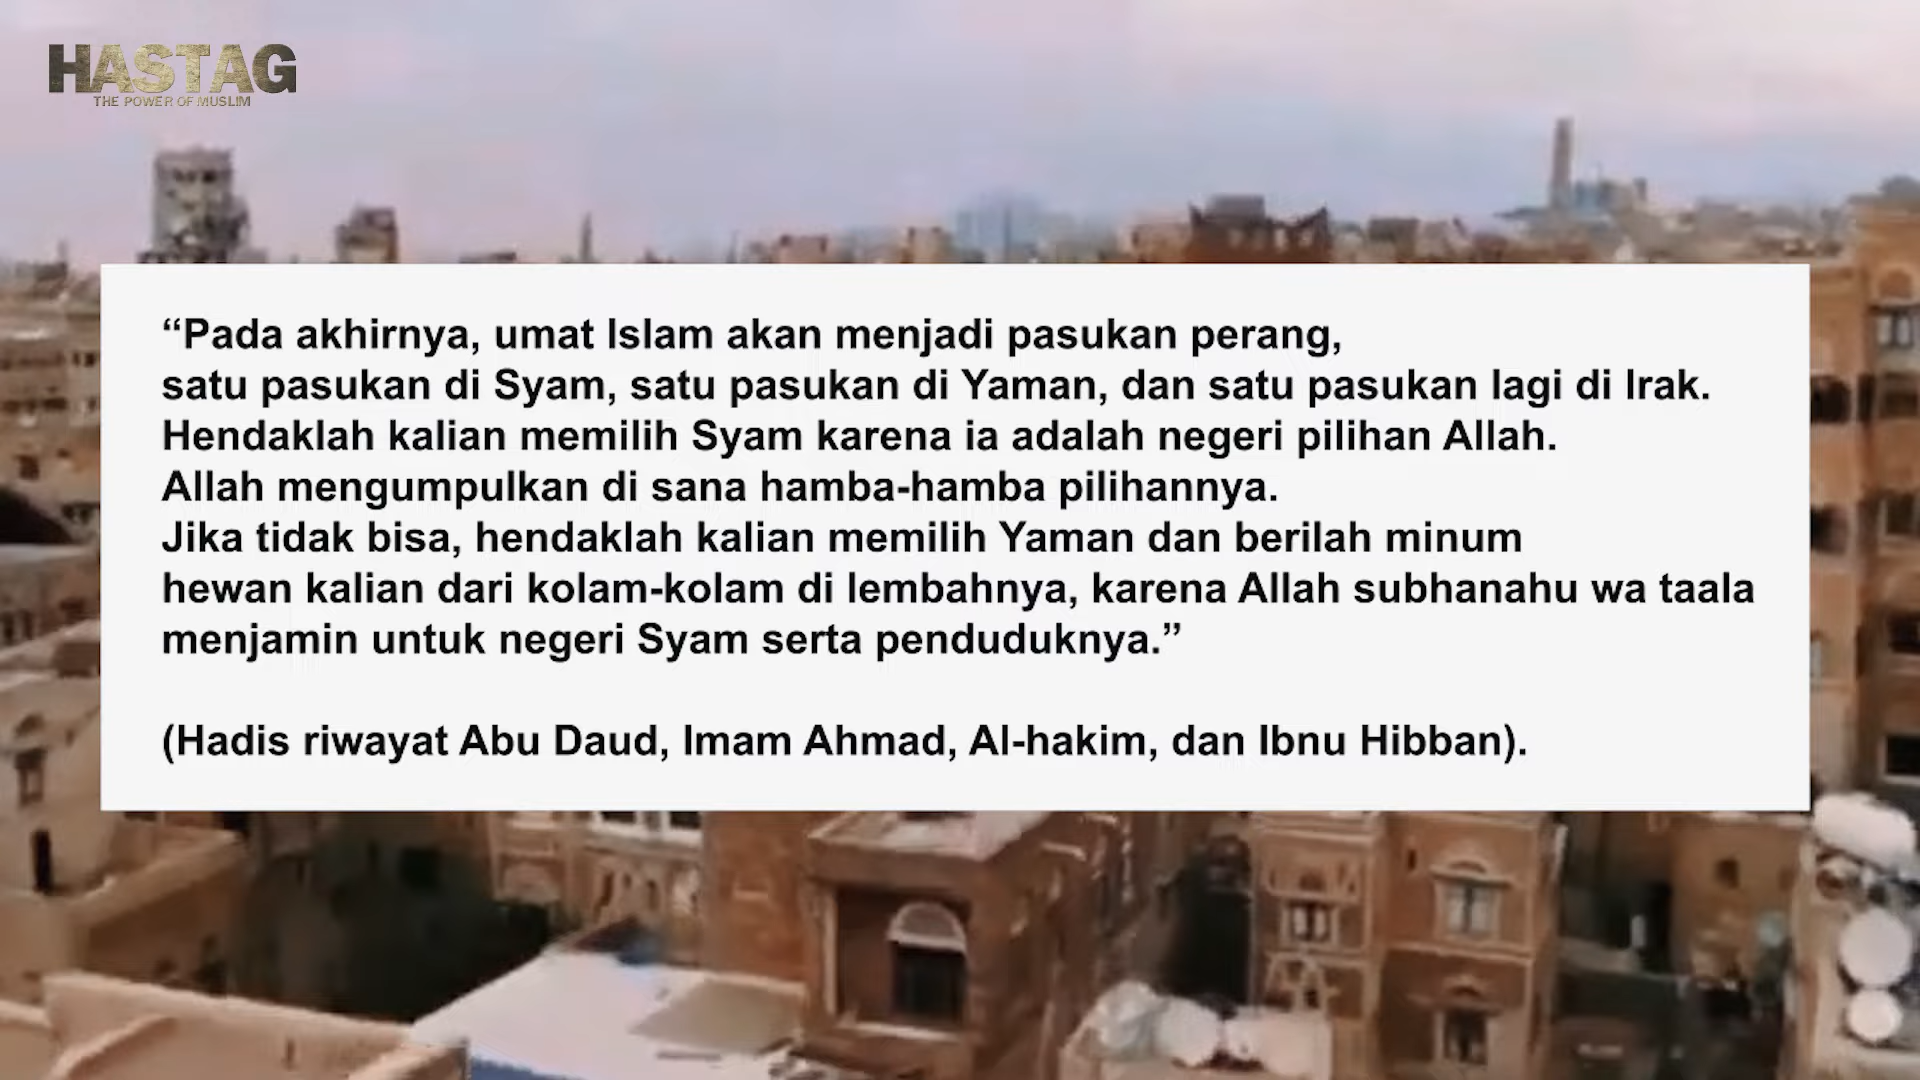 HASTAG
THE POWER OF MUSLIM
“Pada akhirnya, umat Islam akan menjadi pasukan perang,
satu pasukan di Syam, satu pasukan di Yaman, dan satu pasukan lagi di Irak.
Hendaklah kalian memilih Syam karena ia adalah negeri pilihan Allah.
Allah mengumpulkan di sana hamba-hamba pilihannya.
Jika tidak bisa, hendaklah kalian memilih Yaman dan berilah minum
hewan kalian dari kolam-kolam di lembahnya, karena Allah subhanahu wa taala
menjamin untuk negeri Syam serta penduduknya.”
(Hadis riwayat Abu Daud, Imam Ahmad, Al-hakim, dan Ibnu Hibban).